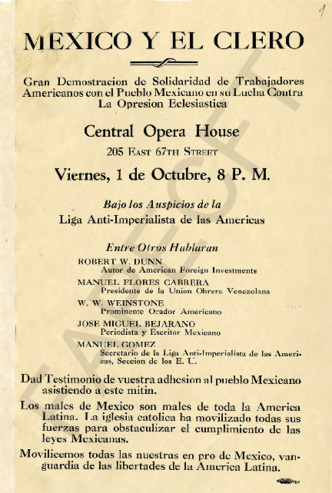 1
MEXICO Y EL CLERO
Gran Demostracion de Solidaridad de Trabajadores
Americanos con el Pueblo Mexicano en su Lucha Contra
La Opresion Eclesiastica
Central Opera House
205 EAST 67TH STREET
Viernes, 1 de Octubre, 8 P. M.
Bajo los Auspicios de la
Liga Anti-Imperialista de las Americas
Entre Otros Hablaran
ROBERT W. DUNN
Autor de American Foreign Investments
MANUEL FLORES CABRERA
Presidente de la Union Obrera Venezolana
W. W. WEINSTONE
Prominente Orador Americano
JOSE MIGUEL BEJARANO
Periodista y Escritor Mexicano
MANUEL GOMEZ
Secretario de la Liga Anti-Imperialista de las Ameri-
cas, Seccion de los E. U.
Dad Testimonio de vuestra adhesion al pueblo Mexicano
asistiendo a este mitin.
Los males de Mexico son males de toda la America
Latina. La iglesia catolica ha movilizado todas sus
fuerzas para obstaculizar el cumplimiento de las
leyes Mexicanas.
Movilicemos todas las nuestras en pro de Mexico, van-
guardia de las libertades de la America Latina.